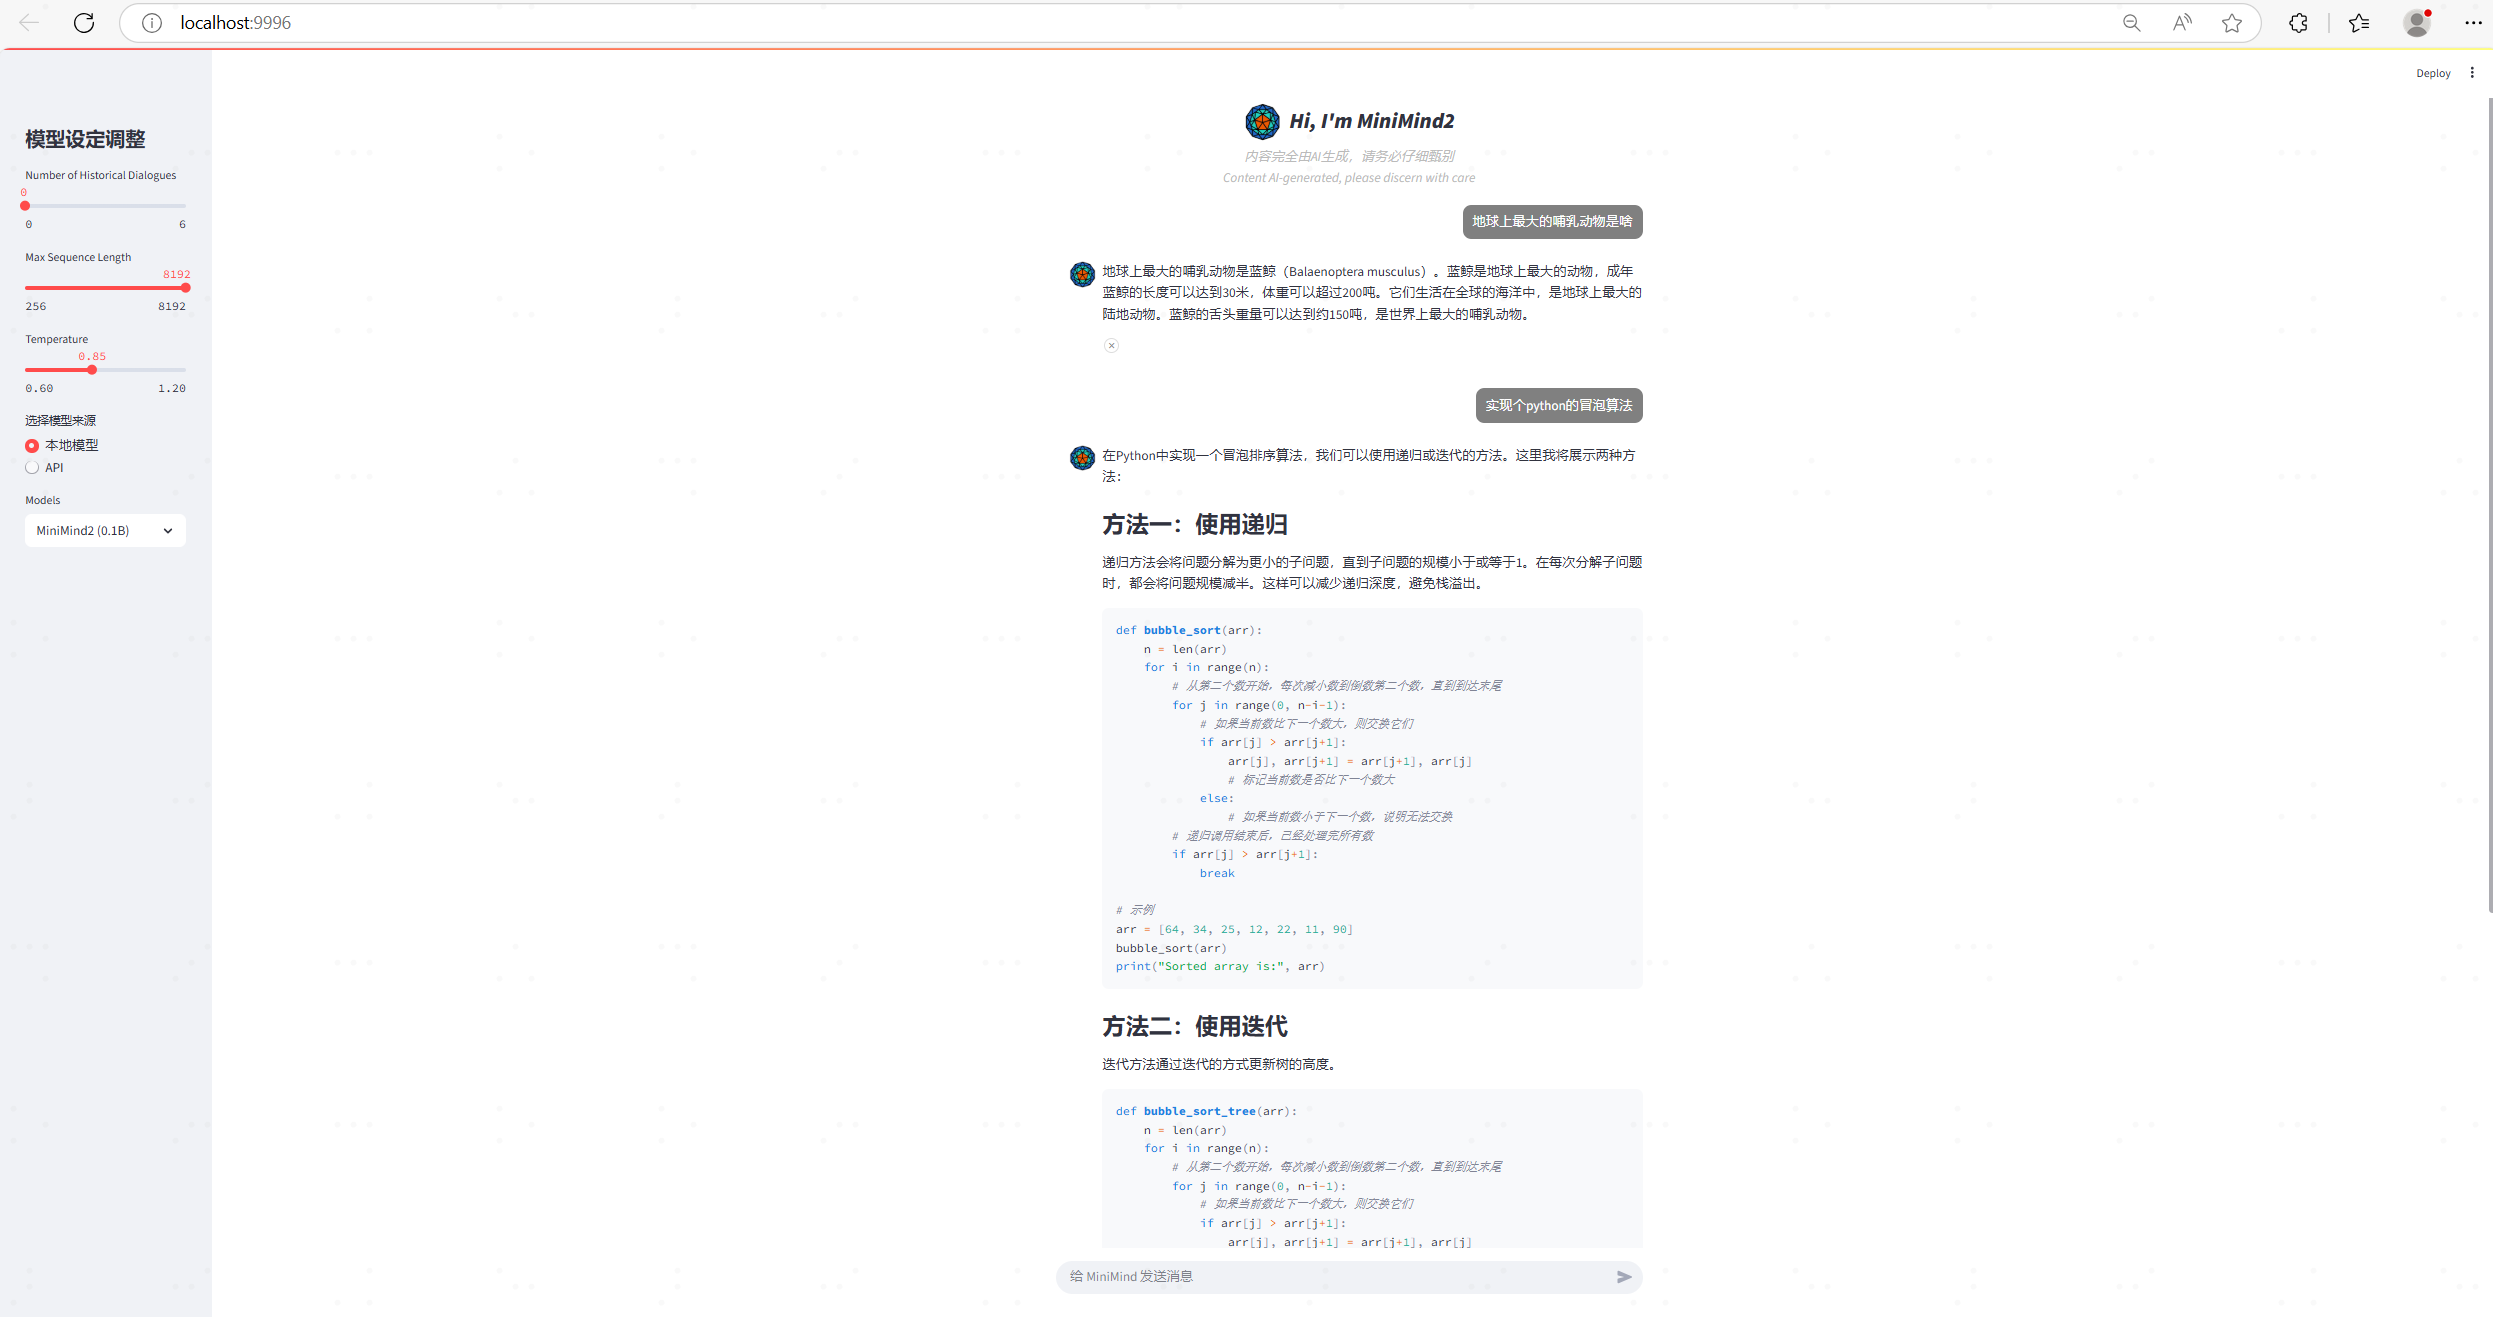 localhost:9996
Deploy
模型设定调整
Number of Historical Dialogues
0
0 6
Max Sequence Length
8192
256 8192
Temperature
0.85
0.60 1.20
选择模型来源
本地模型
API
Models
MiniMind2 (0.1B)
Hi, I'm MiniMind2
内容完全由AI生成，请务必仔细甄别
Content AI-generated, please discern with care
地球上最大的哺乳动物是啥
地球上最大的哺乳动物是蓝鲸（Balaenoptera musculus）。蓝鲸是地球上最大的动物，成年
蓝鲸的长度可以达到30米，体重可以超过200吨。它们生活在全球的海洋中，是地球上最大的
陆地动物。蓝鲸的舌头重量可以达到约150吨，是世界上最大的哺乳动物。
实现个python的冒泡算法
在Python中实现一个冒泡排序算法，我们可以使用递归或迭代的方法。这里我将展示两种方
法：
方法一：使用递归
递归方法会将问题分解为更小的子问题，直到子问题的规模小于或等于1。在每次分解子问题
时，都会将问题规模减半。这样可以减少递归深度，避免栈溢出。
def bubble_sort(arr):
    n = len(arr)
    for i in range(n):
        # 从第二个数开始，每次减小数到倒数第二个数，直到到达末尾
        for j in range(0, n-i-1):
            # 如果当前数比下一个数大，则交换它们
            if arr[j] > arr[j+1]:
                arr[j], arr[j+1] = arr[j+1], arr[j]
                # 标记当前数是否比下一个数大
            else:
                # 如果当前数小于下一个数，说明无法交换
        # 递归调用结束后，已经处理完所有数
        if arr[j] > arr[j+1]:
            break
# 示例
arr = [64, 34, 25, 12, 22, 11, 90]
bubble_sort(arr)
print("Sorted array is:", arr)
方法二：使用迭代
迭代方法通过迭代的方式更新树的高度。
def bubble_sort_tree(arr):
    n = len(arr)
    for i in range(n):
        # 从第二个数开始，每次减小数到倒数第二个数，直到到达末尾
        for j in range(0, n-i-1):
            # 如果当前数比下一个数大，则交换它们
            if arr[j] > arr[j+1]:
                arr[j], arr[j+1] = arr[j+1], arr[j]
给 MiniMind 发送消息